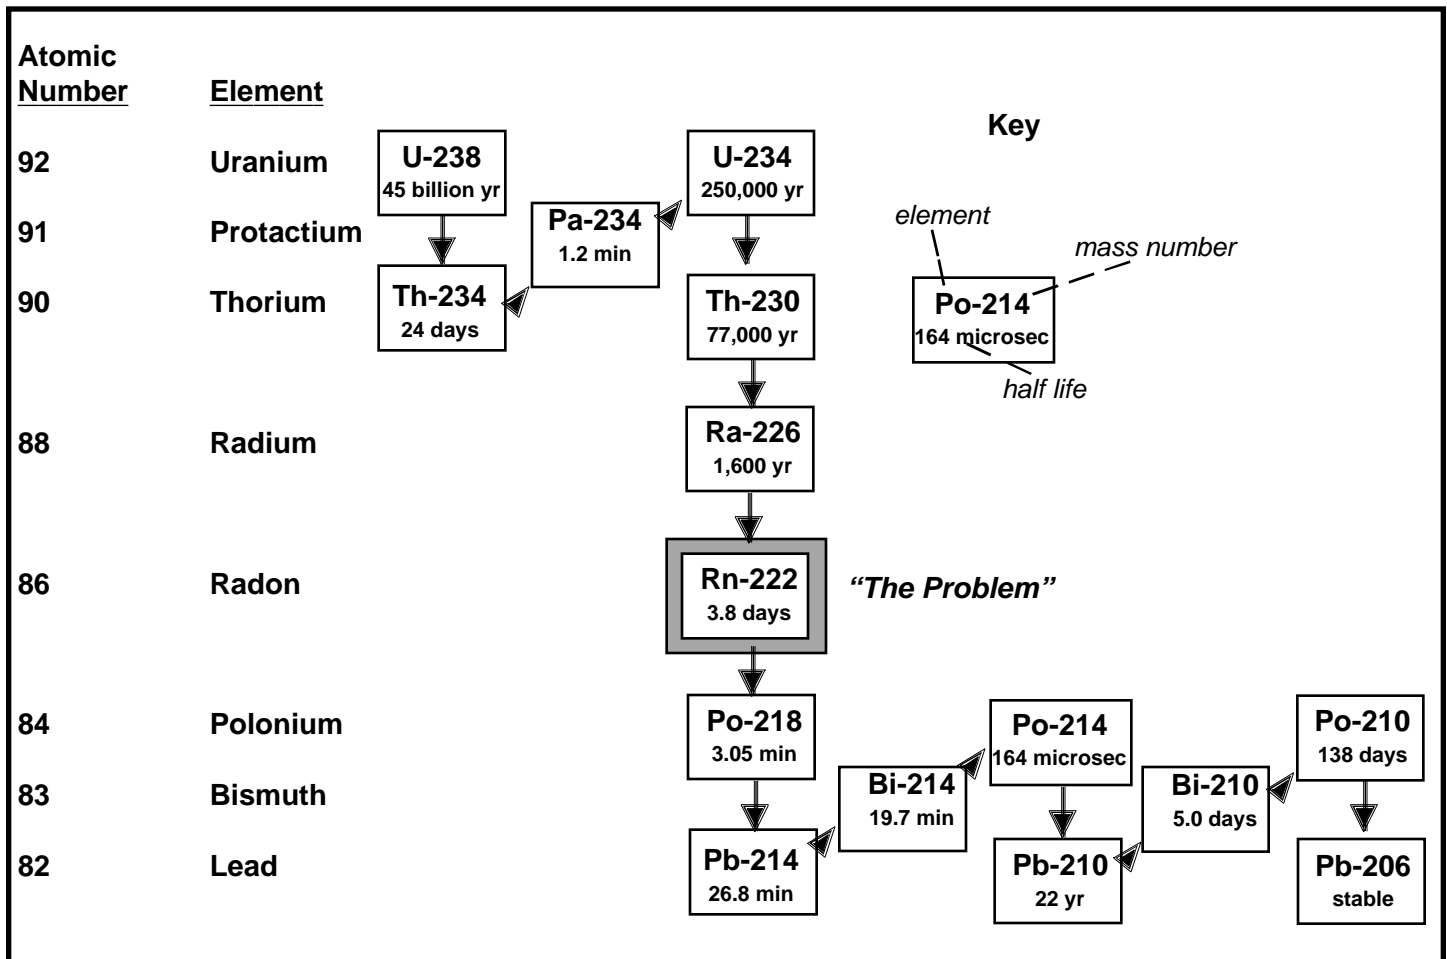 Atomic
Number Element
Key
92 Uranium U-238 U-234
45 billion yr 250,000 yr
element
91 Protactium Pa-234
1.2 min
mass number
90 Thorium Th-234 Th-230 Po-214
24 days 77,000 yr 164 microsec
half life
88 Radium Ra-226
1,600 yr
86 Radon Rn-222 “The Problem”
3.8 days
84 Polonium Po-218 Po-214 Po-210
3.05 min 164 microsec 138 days
83 Bismuth Bi-214 Bi-210
19.7 min 5.0 days
82 Lead Pb-214 Pb-210 Pb-206
26.8 min 22 yr stable